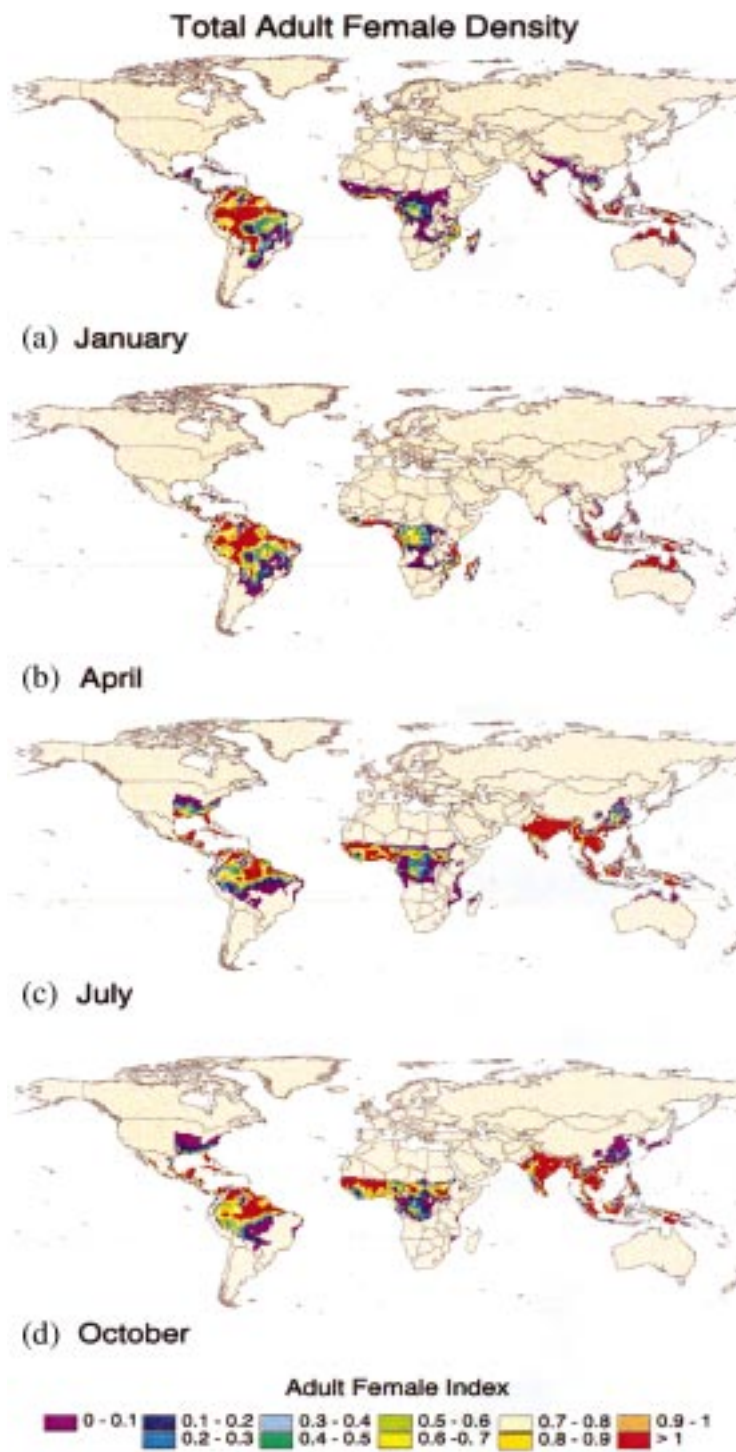 Total Adult Female Density
(a) January
(b) April
(c) July
(d) October
Adult Female Index
0 - 0.1 0.1 - 0.2 0.3 - 0.4 0.5 - 0.6 0.7 - 0.8 0.9 - 1
0.2 - 0.3 0.4 - 0.5 0.6 -0. 7 0.8 - 0.9 > 1